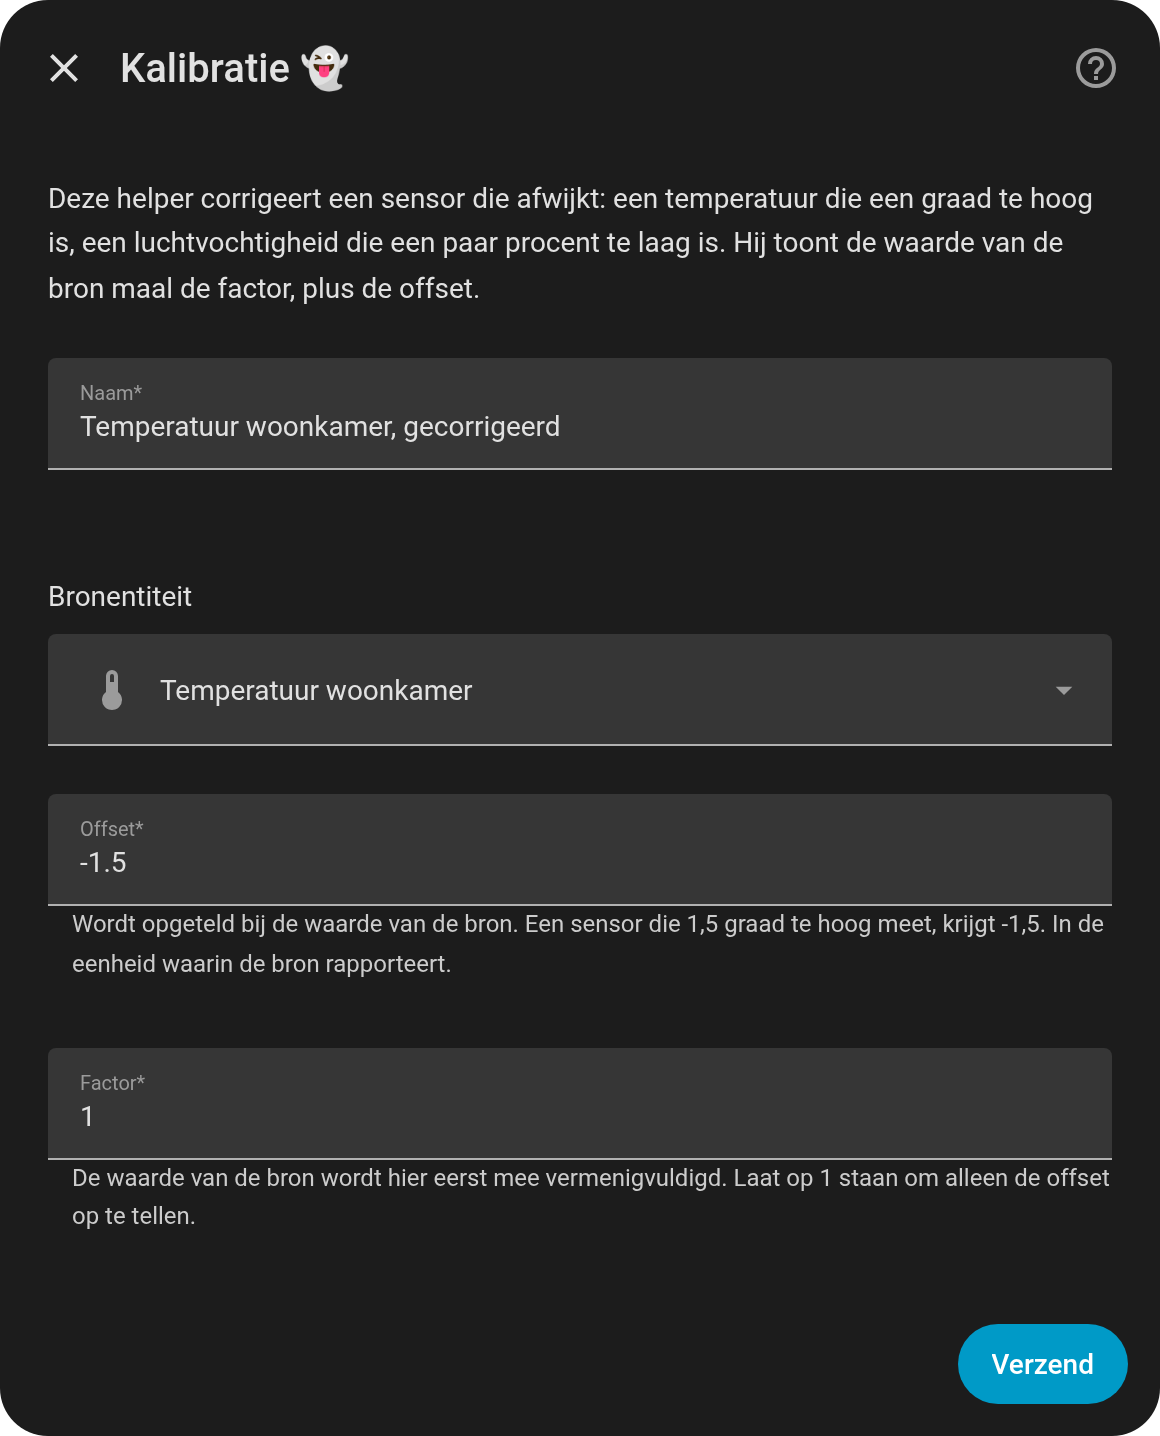 Kalibratie 👻
Deze helper corrigeert een sensor die afwijkt: een temperatuur die een graad te hoog
is, een luchtvochtigheid die een paar procent te laag is. Hij toont de waarde van de
bron maal de factor, plus de offset.
Naam*
Temperatuur woonkamer, gecorrigeerd
Bronentiteit
Temperatuur woonkamer
Offset*
-1.5
Wordt opgeteld bij de waarde van de bron. Een sensor die 1,5 graad te hoog meet, krijgt -1,5. In de
eenheid waarin de bron rapporteert.
Factor*
1
De waarde van de bron wordt hier eerst mee vermenigvuldigd. Laat op 1 staan om alleen de offset
op te tellen.
Verzend